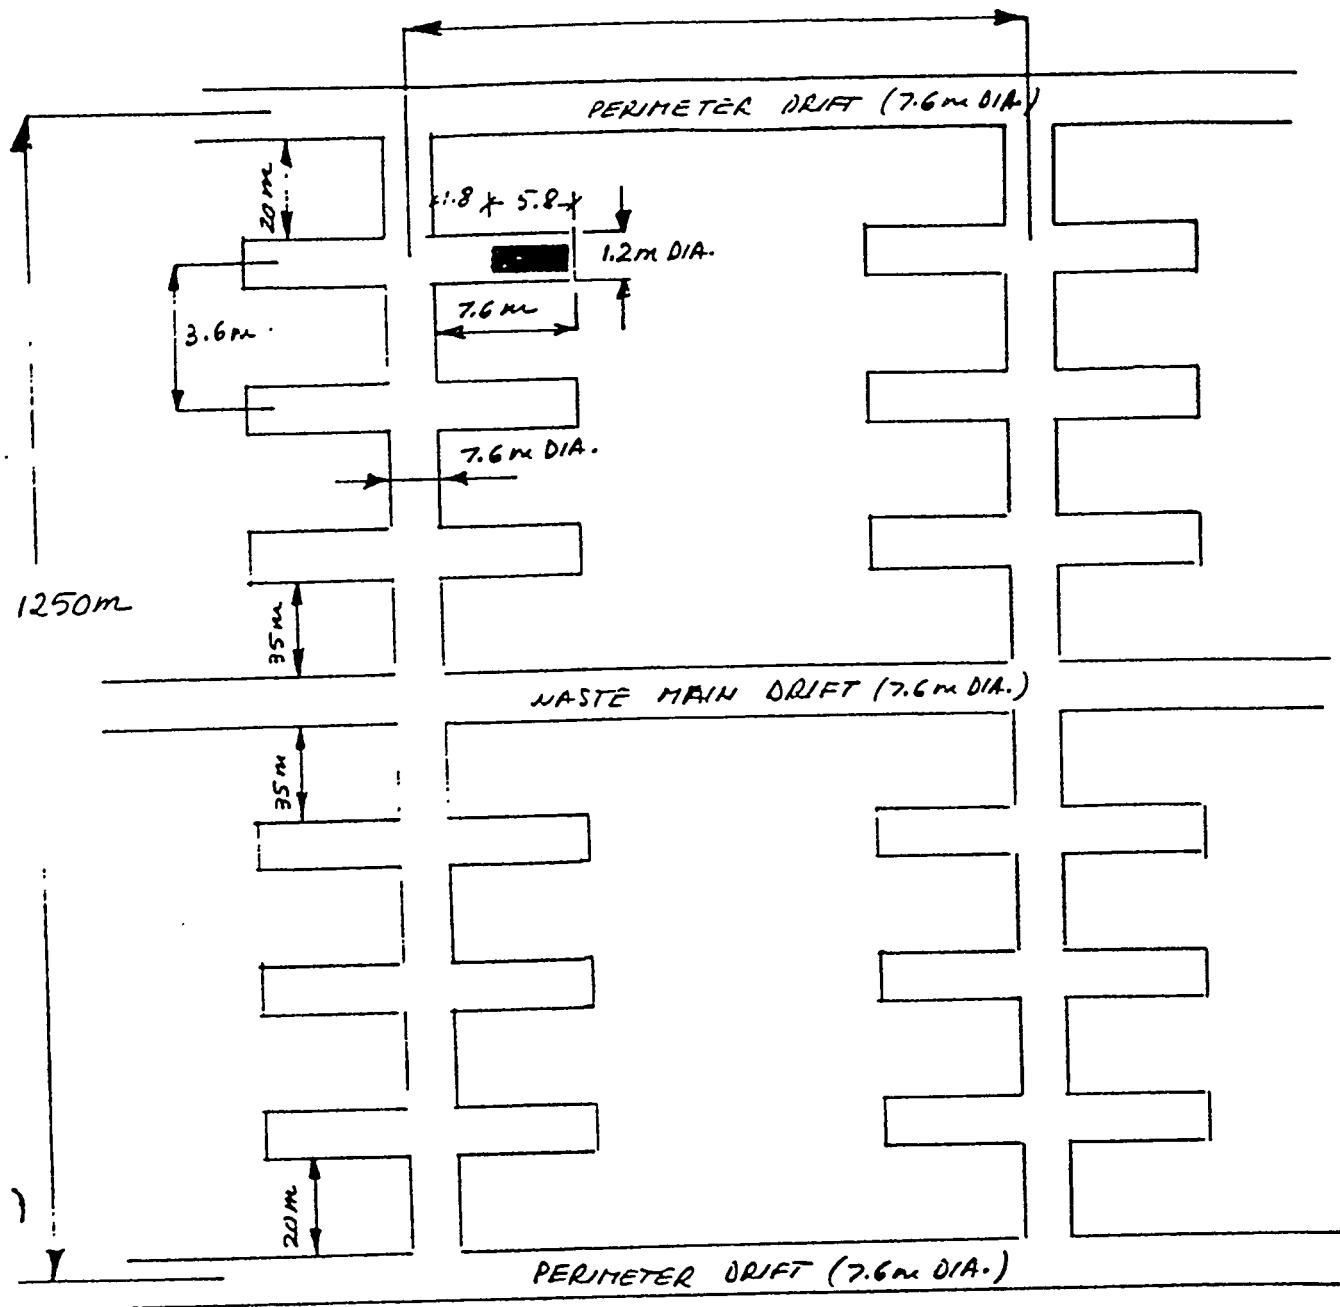 PERIMETER DRIFT (7.6m DIA.)
20m
1.8 5.8
1.2m DIA.
7.6m
3.6m
7.6m DIA.
1250m
35m
WASTE MAIN DRIFT (7.6m DIA.)
35m
20m
PERIMETER DRIFT (7.6m DIA.)